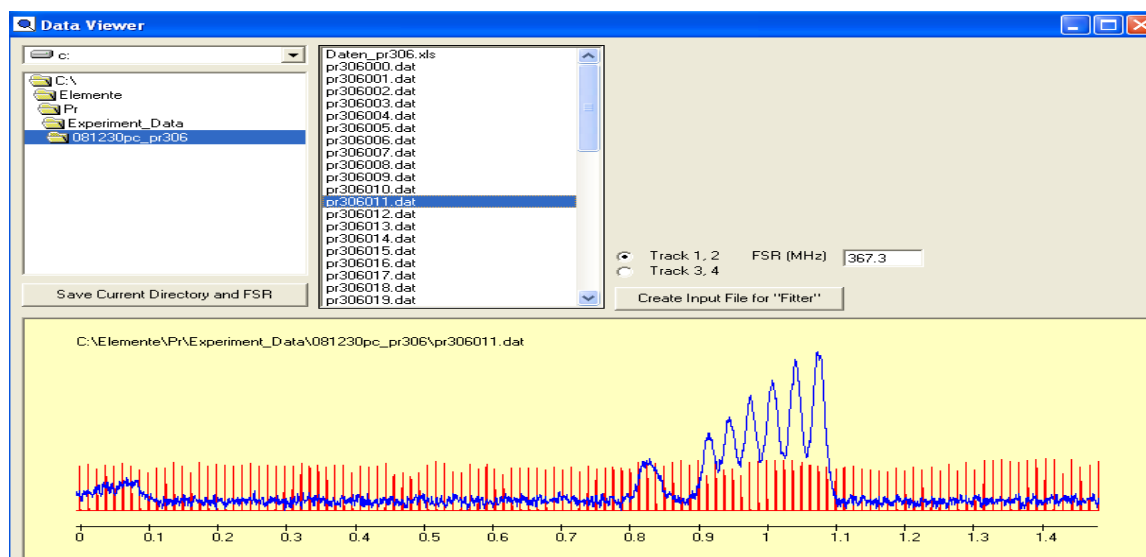 Data Viewer
c:
C:\
Elemente
Pr
Experiment_Data
081230pc_pr306
Save Current Directory and FSR
Daten_pr306.xls
pr306000.dat
pr306001.dat
pr306002.dat
pr306003.dat
pr306004.dat
pr306005.dat
pr306006.dat
pr306007.dat
pr306008.dat
pr306009.dat
pr306010.dat
pr306011.dat
pr306012.dat
pr306013.dat
pr306014.dat
pr306015.dat
pr306016.dat
pr306017.dat
pr306018.dat
pr306019.dat
Track 1, 2 FSR (MHz) 367.3
Track 3, 4
Create Input File for "Fitter"
C:\Elemente\Pr\Experiment_Data\081230pc_pr306\pr306011.dat
0 0.1 0.2 0.3 0.4 0.5 0.6 0.7 0.8 0.9 1 1.1 1.2 1.3 1.4